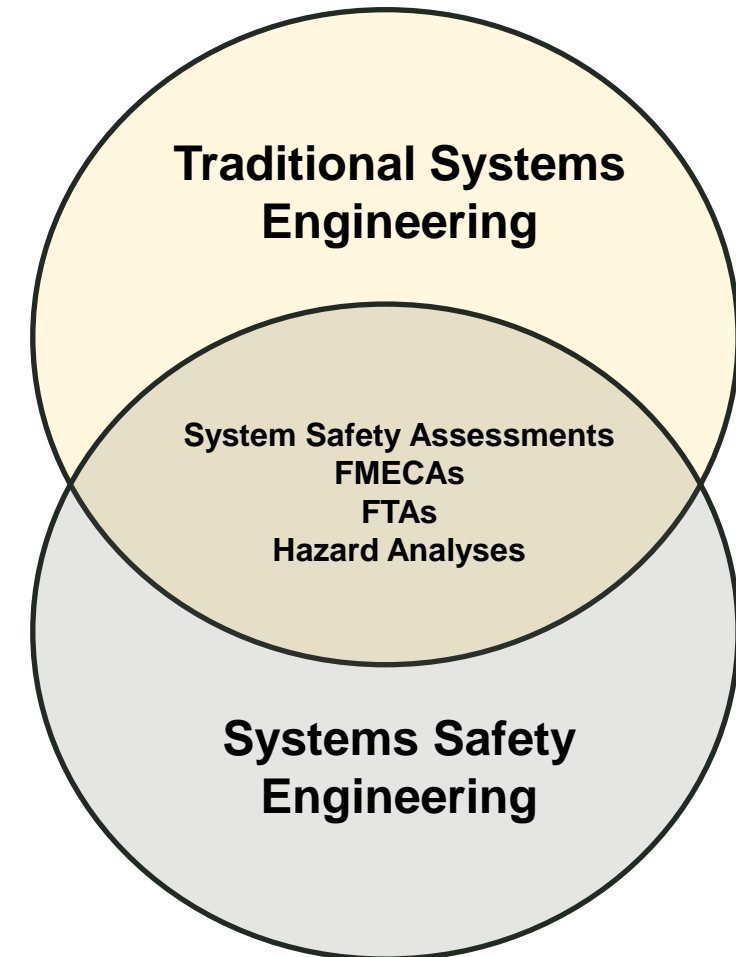 Traditional Systems
Engineering
System Safety Assessments
FMECAs
FTAs
Hazard Analyses
Systems Safety
Engineering